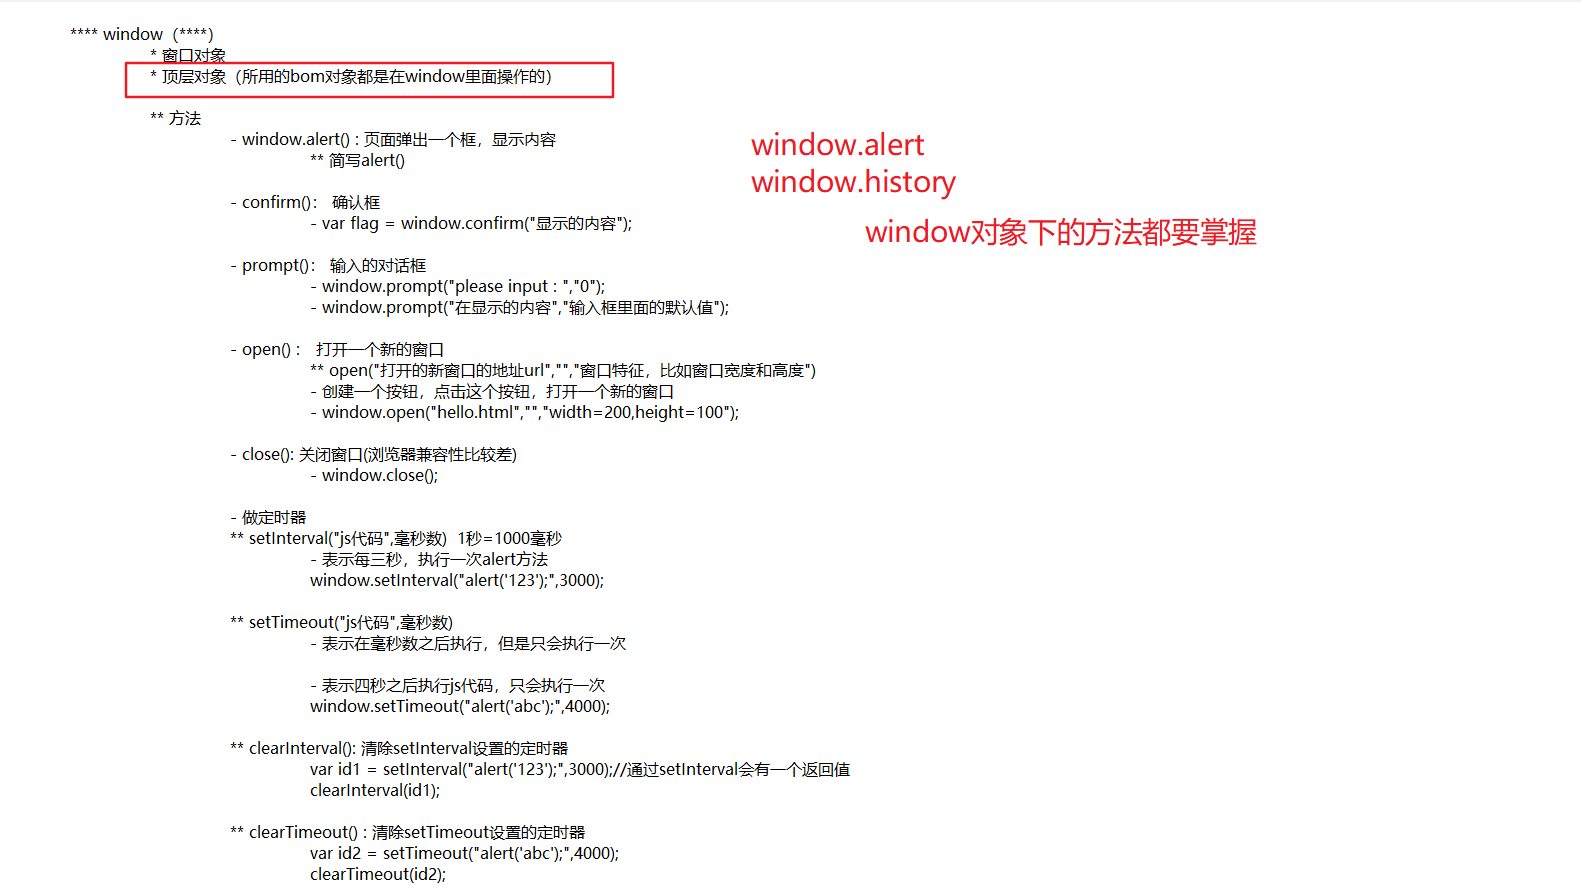 **** window（****）
* 窗口对象
* 顶层对象（所用的bom对象都是在window里面操作的）
** 方法
- window.alert() : 页面弹出一个框，显示内容
** 简写alert()
window.alert
window.history
- confirm()： 确认框
- var flag = window.confirm("显示的内容");
window对象下的方法都要掌握
- prompt()： 输入的对话框
- window.prompt("please input : ","0");
- window.prompt("在显示的内容","输入框里面的默认值");
- open() ： 打开一个新的窗口
** open("打开的新窗口的地址url","","窗口特征，比如窗口宽度和高度")
- 创建一个按钮，点击这个按钮，打开一个新的窗口
- window.open("hello.html","","width=200,height=100");
- close(): 关闭窗口(浏览器兼容性比较差)
- window.close();
- 做定时器
** setInterval("js代码",毫秒数) 1秒=1000毫秒
- 表示每三秒，执行一次alert方法
window.setInterval("alert('123');",3000);
** setTimeout("js代码",毫秒数)
- 表示在毫秒数之后执行，但是只会执行一次
- 表示四秒之后执行js代码，只会执行一次
window.setTimeout("alert('abc');",4000);
** clearInterval(): 清除setInterval设置的定时器
var id1 = setInterval("alert('123');",3000);//通过setInterval会有一个返回值
clearInterval(id1);
** clearTimeout() : 清除setTimeout设置的定时器
var id2 = setTimeout("alert('abc');",4000);
clearTimeout(id2);